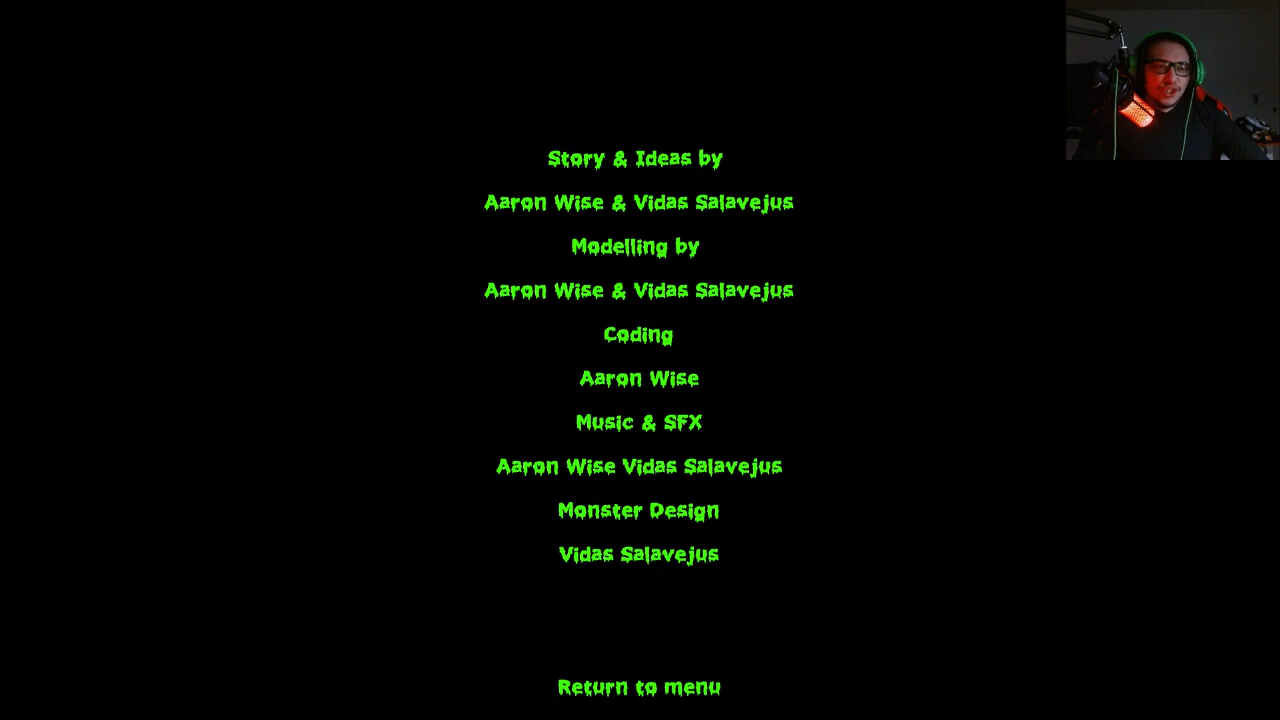 Story & Ideas by
Aaron Wise & Vidas Salavejus
Modelling by
Aaron Wise & Vidas Salavejus
Coding
Aaron Wise
Music & SFX
Aaron Wise Vidas Salavejus
Monster Design
Vidas Salavejus
Return to menu